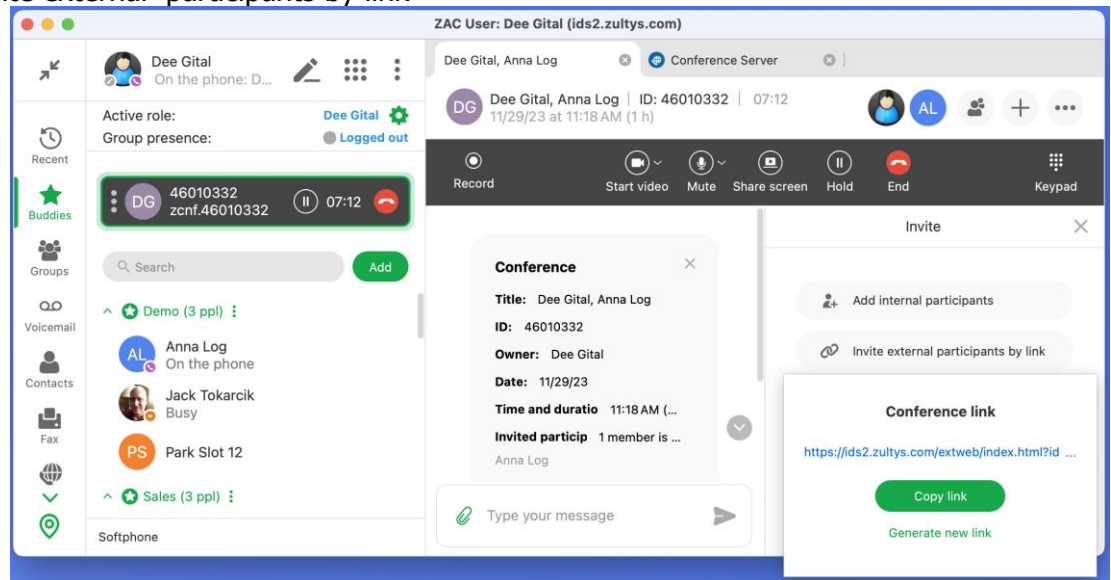 ZAC User: Dee Gital (ids2.zultys.com)
Recent
Buddies
Groups
Voicemail
Contacts
Fax
Dee Gital
On the phone: D...
Active role:
Dee Gital
Group presence:
Logged out
DG
46010332
zcnf.46010332
07:12
Search
Add
Demo (3 ppl)
AL
Anna Log
On the phone
Jack Tokarcik
Busy
PS
Park Slot 12
Sales (3 ppl)
Softphone
Dee Gital, Anna Log
Conference Server
DG
Dee Gital, Anna Log | ID: 46010332 | 07:12
11/29/23 at 11:18 AM (1 h)
AL
Record
Start video
Mute
Share screen
Hold
End
Keypad
Conference
Title: Dee Gital, Anna Log
ID: 46010332
Owner: Dee Gital
Date: 11/29/23
Time and duratio 11:18 AM (...
Invited particip 1 member is ...
Anna Log
Type your message
Invite
Add internal participants
Invite external participants by link
Conference link
https://ids2.zultys.com/extweb/index.html?id ...
Copy link
Generate new link